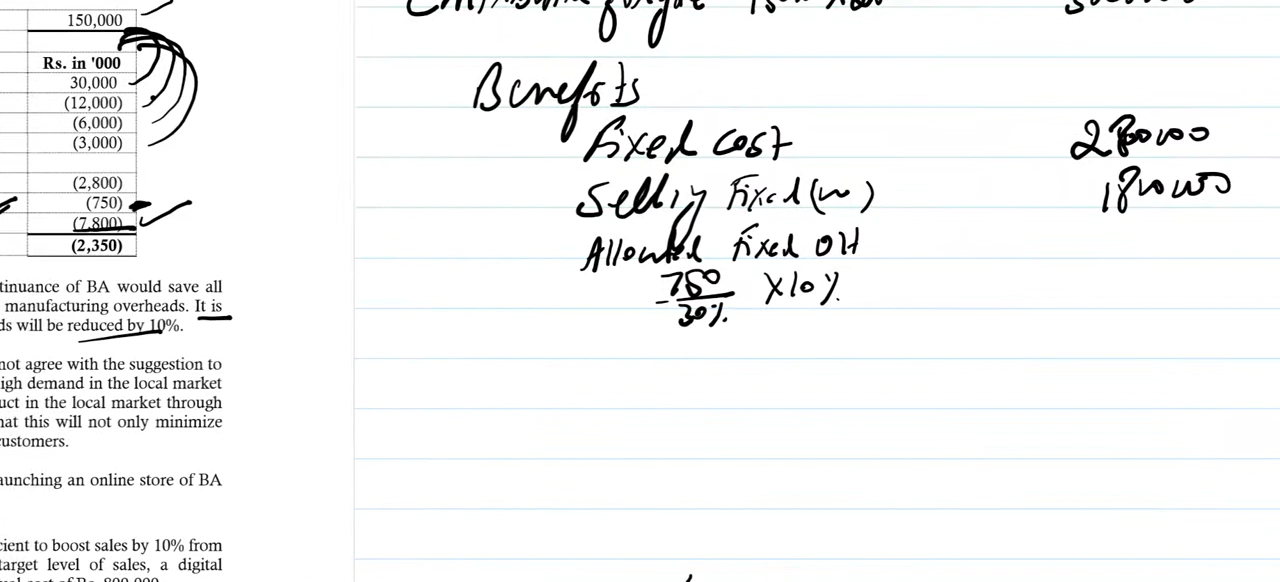 150,000
Rs. in '000
30,000
(12,000)
(6,000)
(3,000)
(2,800)
(750)
(7,800)
(2,350)
tinuance of BA would save all
manufacturing overheads. It is
ds will be reduced by 10%.
not agree with the suggestion to
igh demand in the local market
uct in the local market through
hat this will not only minimize
ustomers.
aunching an online store of BA
cient to boost sales by 10% from
target level of sales, a digital
Benefits
Fixed cost
Selling Fixed (w)
Allocated Fixed OH
750 / 30% × 10%